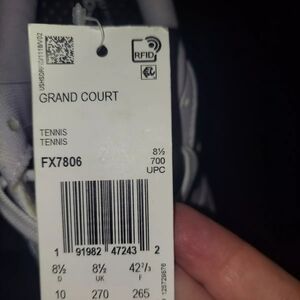 RFID
GRAND COURT
TENNIS
TENNIS
8½
FX7806
700
UPC
1 91982 47243 2
8½ 8½ 42⅔
D UK F
10 270 265